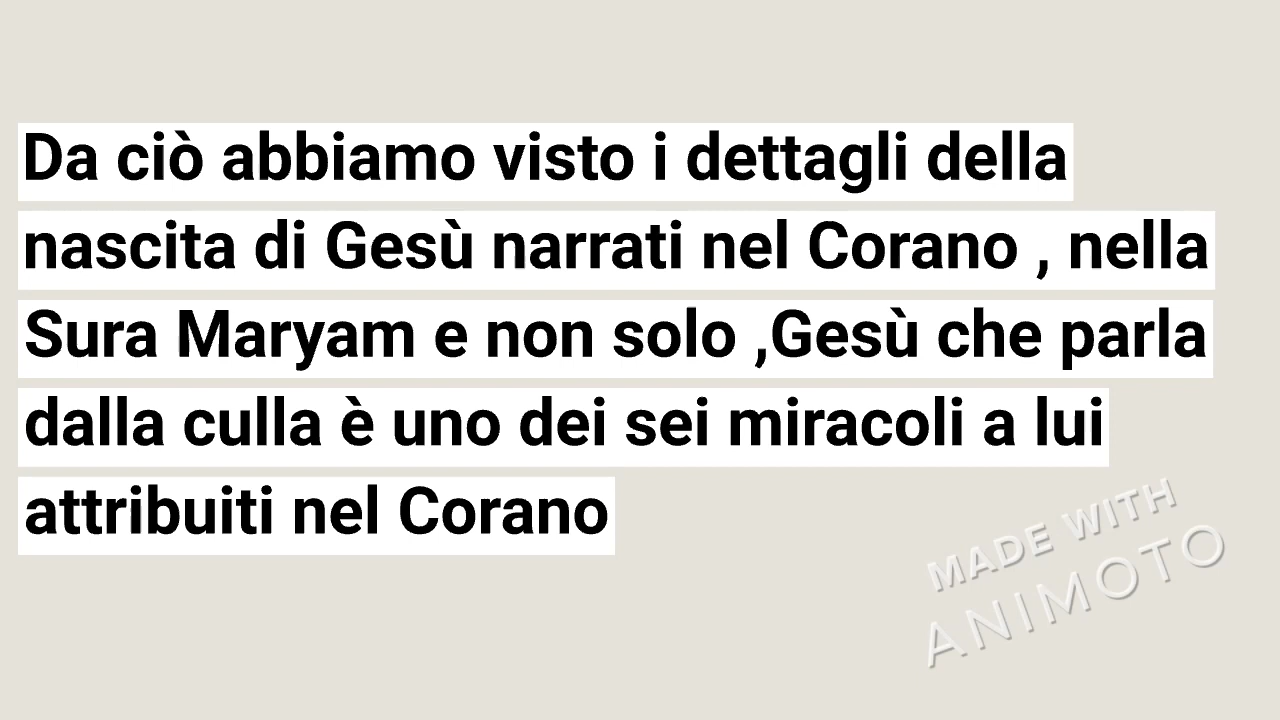 Da ciò abbiamo visto i dettagli della
nascita di Gesù narrati nel Corano , nella
Sura Maryam e non solo ,Gesù che parla
dalla culla è uno dei sei miracoli a lui
attribuiti nel Corano
MADE WITH
ANIMOTO